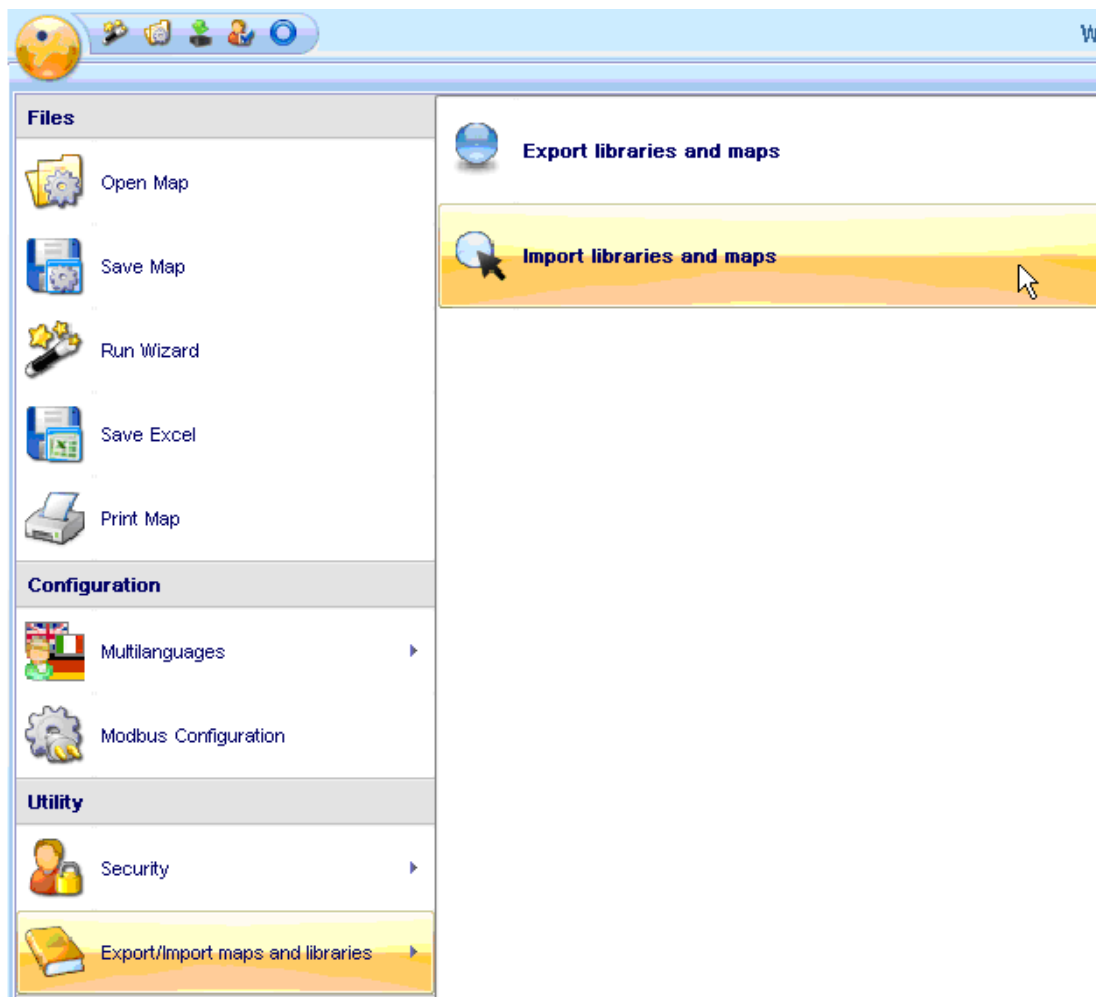 Files
Open Map
Save Map
Run Wizard
Save Excel
Print Map
Configuration
Multilanguages
Modbus Configuration
Utility
Security
Export/Import maps and libraries
Export libraries and maps
Import libraries and maps